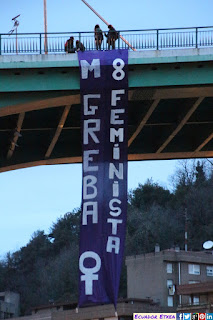 M 8
GREBA
FEMINISTA
ECUADOR ETXEA